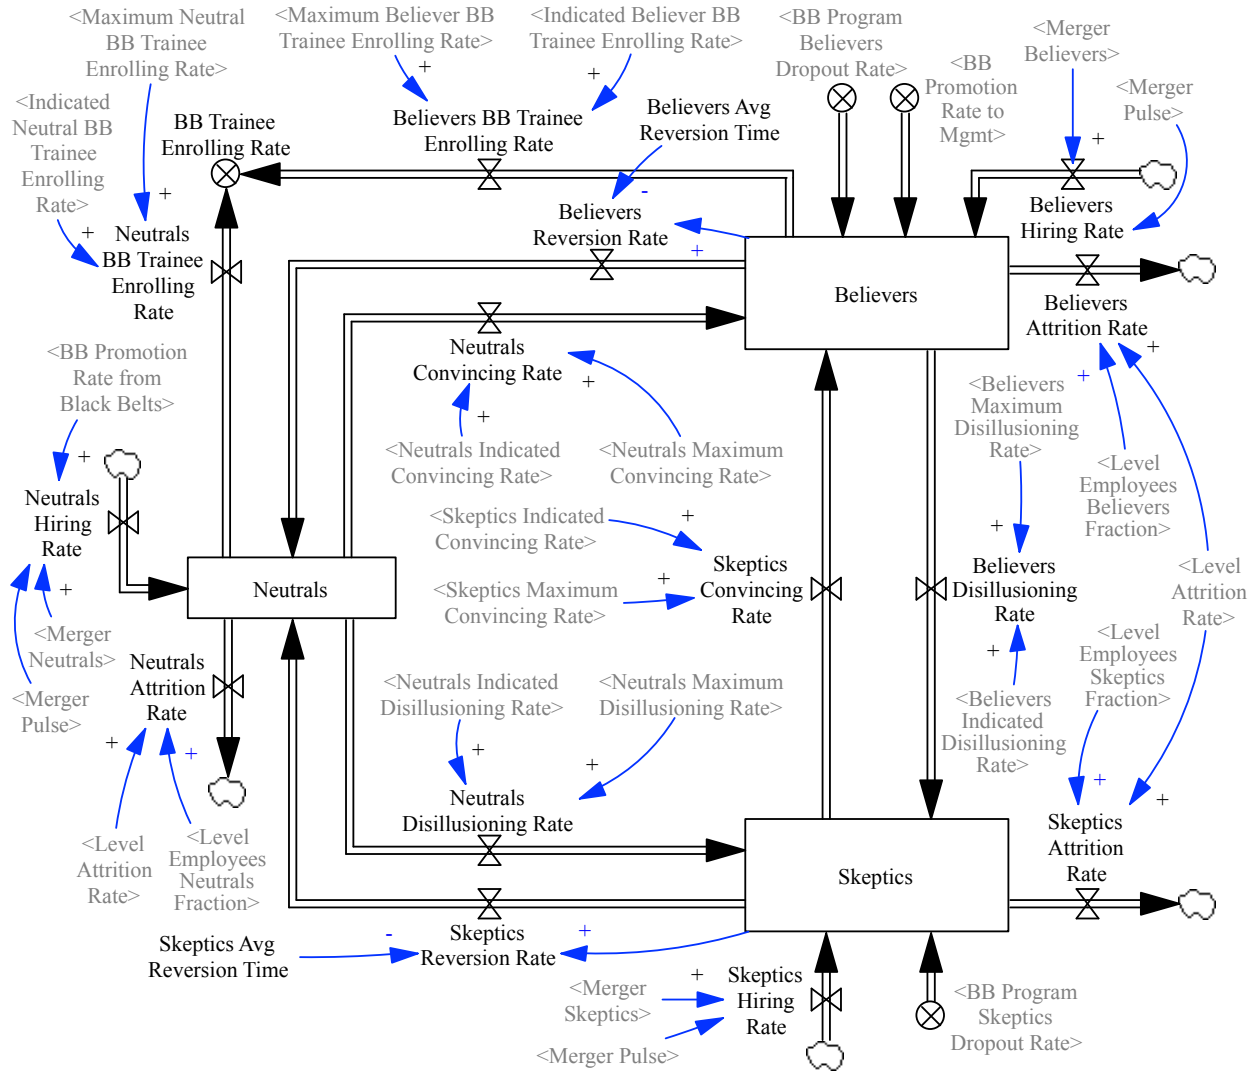 <Maximum Neutral
BB Trainee
Enrolling Rate>
<Maximum Believer BB
Trainee Enrolling Rate>
<Indicated Believer BB
Trainee Enrolling Rate>
<BB Program
Believers
Dropout Rate>
<BB
Promotion
Rate to
Mgmt>
<Merger
Believers>
<Merger
Pulse>
<Indicated
Neutral BB
Trainee
Enrolling
Rate>
BB Trainee
Enrolling Rate
Believers BB Trainee
Enrolling Rate
Believers Avg
Reversion Time
+
+
+
+
+
-
+
+
Neutrals
BB Trainee
Enrolling
Rate
Believers
Reversion Rate
Believers
Hiring Rate
Believers
Believers
Attrition Rate
<BB Promotion
Rate from
Black Belts>
Neutrals
Convincing Rate
+
+
+
+
<Neutrals Indicated
Convincing Rate>
<Neutrals Maximum
Convincing Rate>
<Believers
Maximum
Disillusioning
Rate>
<Level
Employees
Believers
Fraction>
+
Neutrals
Hiring
Rate
<Skeptics Indicated
Convincing Rate>
+
+
Skeptics
Convincing
Rate
+
<Skeptics Maximum
Convincing Rate>
Believers
Disillusioning
Rate
<Level
Attrition
Rate>
Neutrals
+
<Merger
Neutrals>
<Merger
Pulse>
Neutrals
Attrition
Rate
+
+
<Neutrals Indicated
Disillusioning Rate>
<Neutrals Maximum
Disillusioning Rate>
+
<Believers
Indicated
Disillusioning
Rate>
<Level
Employees
Skeptics
Fraction>
+
+
+
+
Neutrals
Disillusioning Rate
Skeptics
Attrition
Rate
<Level
Attrition
Rate>
<Level
Employees
Neutrals
Fraction>
Skeptics
Skeptics Avg
Reversion Time
-
Skeptics
Reversion Rate
+
<Merger
Skeptics>
+
<Merger Pulse>
Skeptics
Hiring
Rate
<BB Program
Skeptics
Dropout Rate>